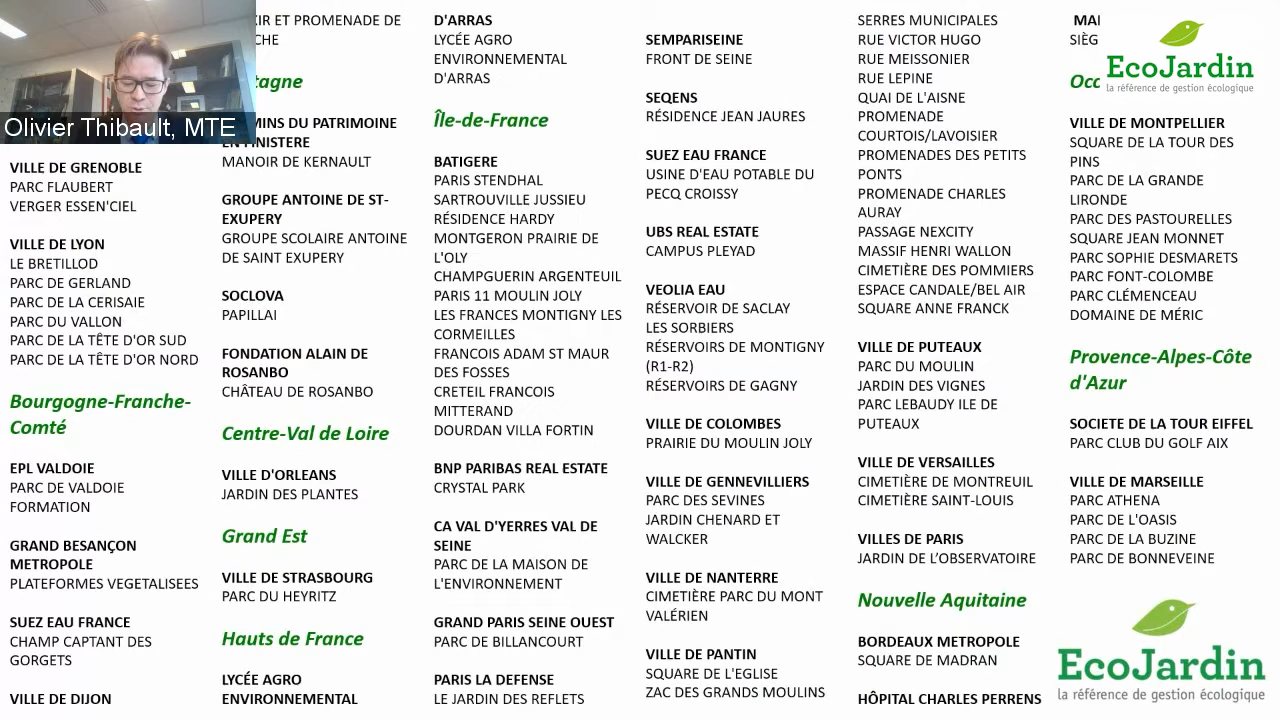 Olivier Thibault, MTE
VILLE DE GRENOBLE
PARC FLAUBERT
VERGER ESSEN'CIEL
VILLE DE LYON
LE BRETILLOD
PARC DE GERLAND
PARC DE LA CERISAIE
PARC DU VALLON
PARC DE LA TÊTE D'OR SUD
PARC DE LA TÊTE D'OR NORD
Bourgogne-Franche-
Comté
EPL VALDOIE
PARC DE VALDOIE
FORMATION
GRAND BESANÇON
METROPOLE
PLATEFORMES VEGETALISEES
SUEZ EAU FRANCE
CHAMP CAPTANT DES
GORGETS
VILLE DE DIJON
ET PROMENADE DE
EN FINISTERE
DU PATRIMOINE
MANOIR DE KERNAULT
GROUPE ANTOINE DE ST-
EXUPERY
GROUPE SCOLAIRE ANTOINE
DE SAINT EXUPERY
SOCLOVA
PAPILLAI
FONDATION ALAIN DE
ROSANBO
CHÂTEAU DE ROSANBO
Centre-Val de Loire
VILLE D'ORLEANS
JARDIN DES PLANTES
Grand Est
VILLE DE STRASBOURG
PARC DU HEYRITZ
Hauts de France
LYCÉE AGRO
ENVIRONNEMENTAL
D'ARRAS
LYCÉE AGRO
ENVIRONNEMENTAL
D'ARRAS
Île-de-France
BATIGERE
PARIS STENDHAL
SARTROUVILLE JUSSIEU
RÉSIDENCE HARDY
MONTGERON PRAIRIE DE
L'OLY
CHAMPGUERIN ARGENTEUIL
PARIS 11 MOULIN JOLY
LES FRANCES MONTIGNY LES
CORMEILLES
FRANCOIS ADAM ST MAUR
DES FOSSES
CRETEIL FRANCOIS
MITTERAND
DOURDAN VILLA FORTIN
BNP PARIBAS REAL ESTATE
CRYSTAL PARK
CA VAL D'YERRES VAL DE
SEINE
PARC DE LA MAISON DE
L'ENVIRONNEMENT
GRAND PARIS SEINE OUEST
PARC DE BILLANCOURT
PARIS LA DEFENSE
LE JARDIN DES REFLETS
SEMPARISEINE
FRONT DE SEINE
SEQENS
RÉSIDENCE JEAN JAURES
SUEZ EAU FRANCE
USINE D'EAU POTABLE DU
PECQ CROISSY
UBS REAL ESTATE
CAMPUS PLEYAD
VEOLIA EAU
RÉSERVOIR DE SACLAY
LES SORBIERS
RÉSERVOIRS DE MONTIGNY
(R1-R2)
RÉSERVOIRS DE GAGNY
VILLE DE COLOMBES
PRAIRIE DU MOULIN JOLY
VILLE DE GENNEVILLIERS
PARC DES SEVINES
JARDIN CHENARD ET
WALCKER
VILLE DE NANTERRE
CIMETIÈRE PARC DU MONT
VALÉRIEN
VILLE DE PANTIN
SQUARE DE L'EGLISE
ZAC DES GRANDS MOULINS
SERRES MUNICIPALES
RUE VICTOR HUGO
RUE MEISSONIER
RUE LEPINE
QUAI DE L'AISNE
PROMENADE
COURTOIS/LAVOISIER
PROMENADES DES PETITS
PONTS
PROMENADE CHARLES
AURAY
PASSAGE NEXCITY
MASSIF HENRI WALLON
CIMETIÈRE DES POMMIERS
ESPACE CANDALE/BEL AIR
SQUARE ANNE FRANCK
VILLE DE PUTEAUX
PARC DU MOULIN
JARDIN DES VIGNES
PARC LEBAUDY ILE DE
PUTEAUX
VILLE DE VERSAILLES
CIMETIÈRE DE MONTREUIL
CIMETIÈRE SAINT-LOUIS
VILLES DE PARIS
JARDIN DE L’OBSERVATOIRE
Nouvelle Aquitaine
BORDEAUX METROPOLE
SQUARE DE MADRAN
HÔPITAL CHARLES PERRENS
EcoJardin
la référence de gestion écologique
VILLE DE MONTPELLIER
SQUARE DE LA TOUR DES
PINS
PARC DE LA GRANDE
LIRONDE
PARC DES PASTOURELLES
SQUARE JEAN MONNET
PARC SOPHIE DESMARETS
PARC FONT-COLOMBE
PARC CLÉMENCEAU
DOMAINE DE MÉRIC
Provence-Alpes-Côte
d'Azur
SOCIETE DE LA TOUR EIFFEL
PARC CLUB DU GOLF AIX
VILLE DE MARSEILLE
PARC ATHENA
PARC DE L'OASIS
PARC DE LA BUZINE
PARC DE BONNEVEINE
EcoJardin
la référence de gestion écologique